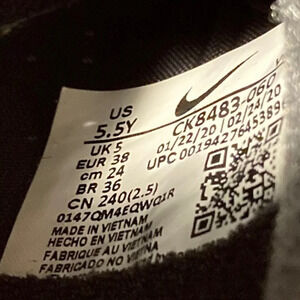 US
5.5Y
UK 5
EUR 38
cm 24
BR 36
CN 240(2.5)
0147QM4EQWQ1R
MADE IN VIETNAM
HECHO EN VIETNAM
FABRIQUE AU VIETNAM
FABRICADO NO VIETNAM
CK8483-060
01/22/20 02/24/20
UPC